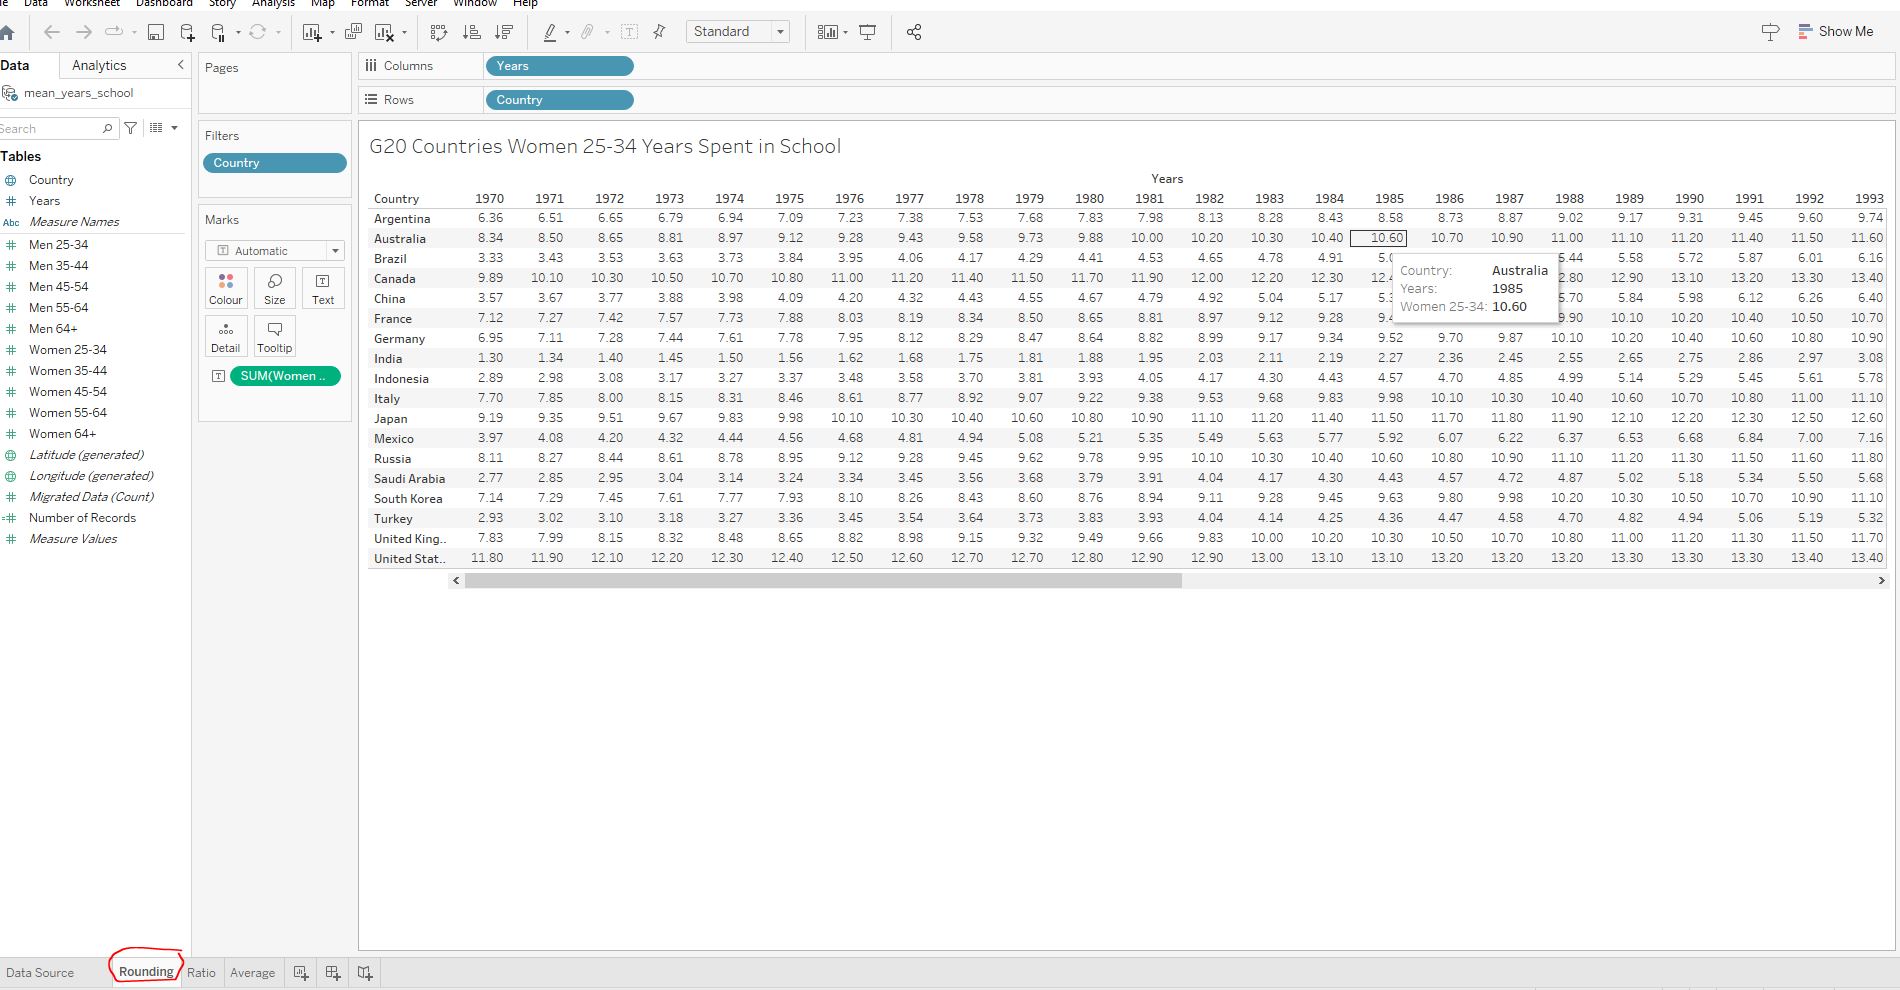 Data Worksheet Dashboard Story Analysis Map Format Server Window Help
Standard Show Me
Data Analytics Pages Columns Years
mean_years_school Rows Country
Search
Filters
Country
Tables
Country
Years
Measure Names
Men 25-34
Men 35-44
Men 45-54
Men 55-64
Men 64+
Women 25-34
Women 35-44
Women 45-54
Women 55-64
Women 64+
Latitude (generated)
Longitude (generated)
Migrated Data (Count)
Number of Records
Measure Values
Marks
Automatic
Colour Size Text
Detail Tooltip
SUM(Women ..
G20 Countries Women 25-34 Years Spent in School
Years
Country 1970 1971 1972 1973 1974 1975 1976 1977 1978 1979 1980 1981 1982 1983 1984 1985 1986 1987 1988 1989 1990 1991 1992 1993
Argentina 6.36 6.51 6.65 6.79 6.94 7.09 7.23 7.38 7.53 7.68 7.83 7.98 8.13 8.28 8.43 8.58 8.73 8.87 9.02 9.17 9.31 9.45 9.60 9.74
Australia 8.34 8.50 8.65 8.81 8.97 9.12 9.28 9.43 9.58 9.73 9.88 10.00 10.20 10.30 10.40 10.60 10.70 10.90 11.00 11.10 11.20 11.40 11.50 11.60
Brazil 3.33 3.43 3.53 3.63 3.73 3.84 3.95 4.06 4.17 4.29 4.41 4.53 4.65 4.78 4.91 5.44 5.58 5.72 5.87 6.01 6.16
Canada 9.89 10.10 10.30 10.50 10.70 10.80 11.00 11.20 11.40 11.50 11.70 11.90 12.00 12.20 12.30 12.90 13.10 13.20 13.30 13.40
China 3.57 3.67 3.77 3.88 3.98 4.09 4.20 4.32 4.43 4.55 4.67 4.79 4.92 5.04 5.17 5.84 5.98 6.12 6.26 6.40
France 7.12 7.27 7.42 7.57 7.73 7.88 8.03 8.19 8.34 8.50 8.65 8.81 8.97 9.12 9.28 10.10 10.20 10.40 10.50 10.70
Germany 6.95 7.11 7.28 7.44 7.61 7.78 7.95 8.12 8.29 8.47 8.64 8.82 8.99 9.17 9.34 9.52 9.70 9.87 10.10 10.20 10.40 10.60 10.80 10.90
India 1.30 1.34 1.40 1.45 1.50 1.56 1.62 1.68 1.75 1.81 1.88 1.95 2.03 2.11 2.19 2.27 2.36 2.45 2.55 2.65 2.75 2.86 2.97 3.08
Indonesia 2.89 2.98 3.08 3.17 3.27 3.37 3.48 3.58 3.70 3.81 3.93 4.05 4.17 4.30 4.43 4.57 4.70 4.85 4.99 5.14 5.29 5.45 5.61 5.78
Italy 7.70 7.85 8.00 8.15 8.31 8.46 8.61 8.77 8.92 9.07 9.22 9.38 9.53 9.68 9.83 9.98 10.10 10.30 10.40 10.60 10.70 10.80 11.00 11.10
Japan 9.19 9.35 9.51 9.67 9.83 9.98 10.10 10.30 10.40 10.60 10.80 10.90 11.10 11.20 11.40 11.50 11.70 11.80 11.90 12.10 12.20 12.30 12.50 12.60
Mexico 3.97 4.08 4.20 4.32 4.44 4.56 4.68 4.81 4.94 5.08 5.21 5.35 5.49 5.63 5.77 5.92 6.07 6.22 6.37 6.53 6.68 6.84 7.00 7.16
Russia 8.11 8.27 8.44 8.61 8.78 8.95 9.12 9.28 9.45 9.62 9.78 9.95 10.10 10.30 10.40 10.60 10.80 10.90 11.10 11.20 11.30 11.50 11.60 11.80
Saudi Arabia 2.77 2.85 2.95 3.04 3.14 3.24 3.34 3.45 3.56 3.68 3.79 3.91 4.04 4.17 4.30 4.43 4.57 4.72 4.87 5.02 5.18 5.34 5.50 5.68
South Korea 7.14 7.29 7.45 7.61 7.77 7.93 8.10 8.26 8.43 8.60 8.76 8.94 9.11 9.28 9.45 9.63 9.80 9.98 10.20 10.30 10.50 10.70 10.90 11.10
Turkey 2.93 3.02 3.10 3.18 3.27 3.36 3.45 3.54 3.64 3.73 3.83 3.93 4.04 4.14 4.25 4.36 4.47 4.58 4.70 4.82 4.94 5.06 5.19 5.32
United King.. 7.83 7.99 8.15 8.32 8.48 8.65 8.82 8.98 9.15 9.32 9.49 9.66 9.83 10.00 10.20 10.30 10.50 10.70 10.80 11.00 11.20 11.30 11.50 11.70
United Stat.. 11.80 11.90 12.10 12.20 12.30 12.40 12.50 12.60 12.70 12.70 12.80 12.90 12.90 13.00 13.10 13.10 13.20 13.20 13.20 13.30 13.30 13.30 13.40 13.40
Country: Australia
Years: 1985
Women 25-34: 10.60
Data Source Rounding Ratio Average